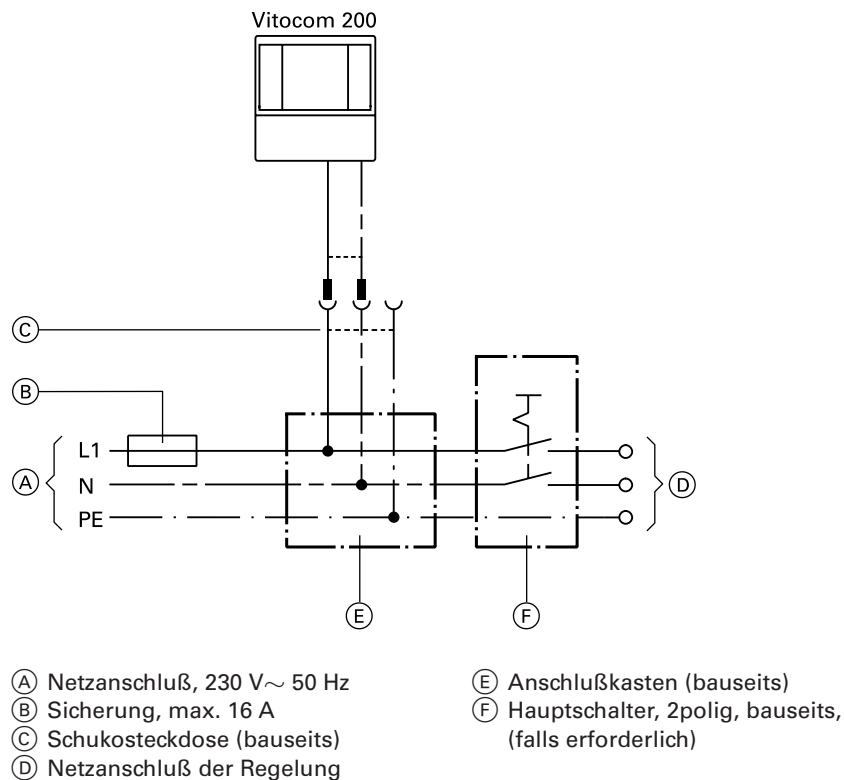 Vitocom 200
Ⓒ
Ⓑ
L1
Ⓐ
N
Ⓓ
PE
Ⓔ
Ⓕ
Ⓐ Netzanschluß, 230 V~ 50 Hz
Ⓑ Sicherung, max. 16 A
Ⓒ Schukosteckdose (bauseits)
Ⓓ Netzanschluß der Regelung
Ⓔ Anschlußkasten (bauseits)
Ⓕ Hauptschalter, 2polig, bauseits,
(falls erforderlich)